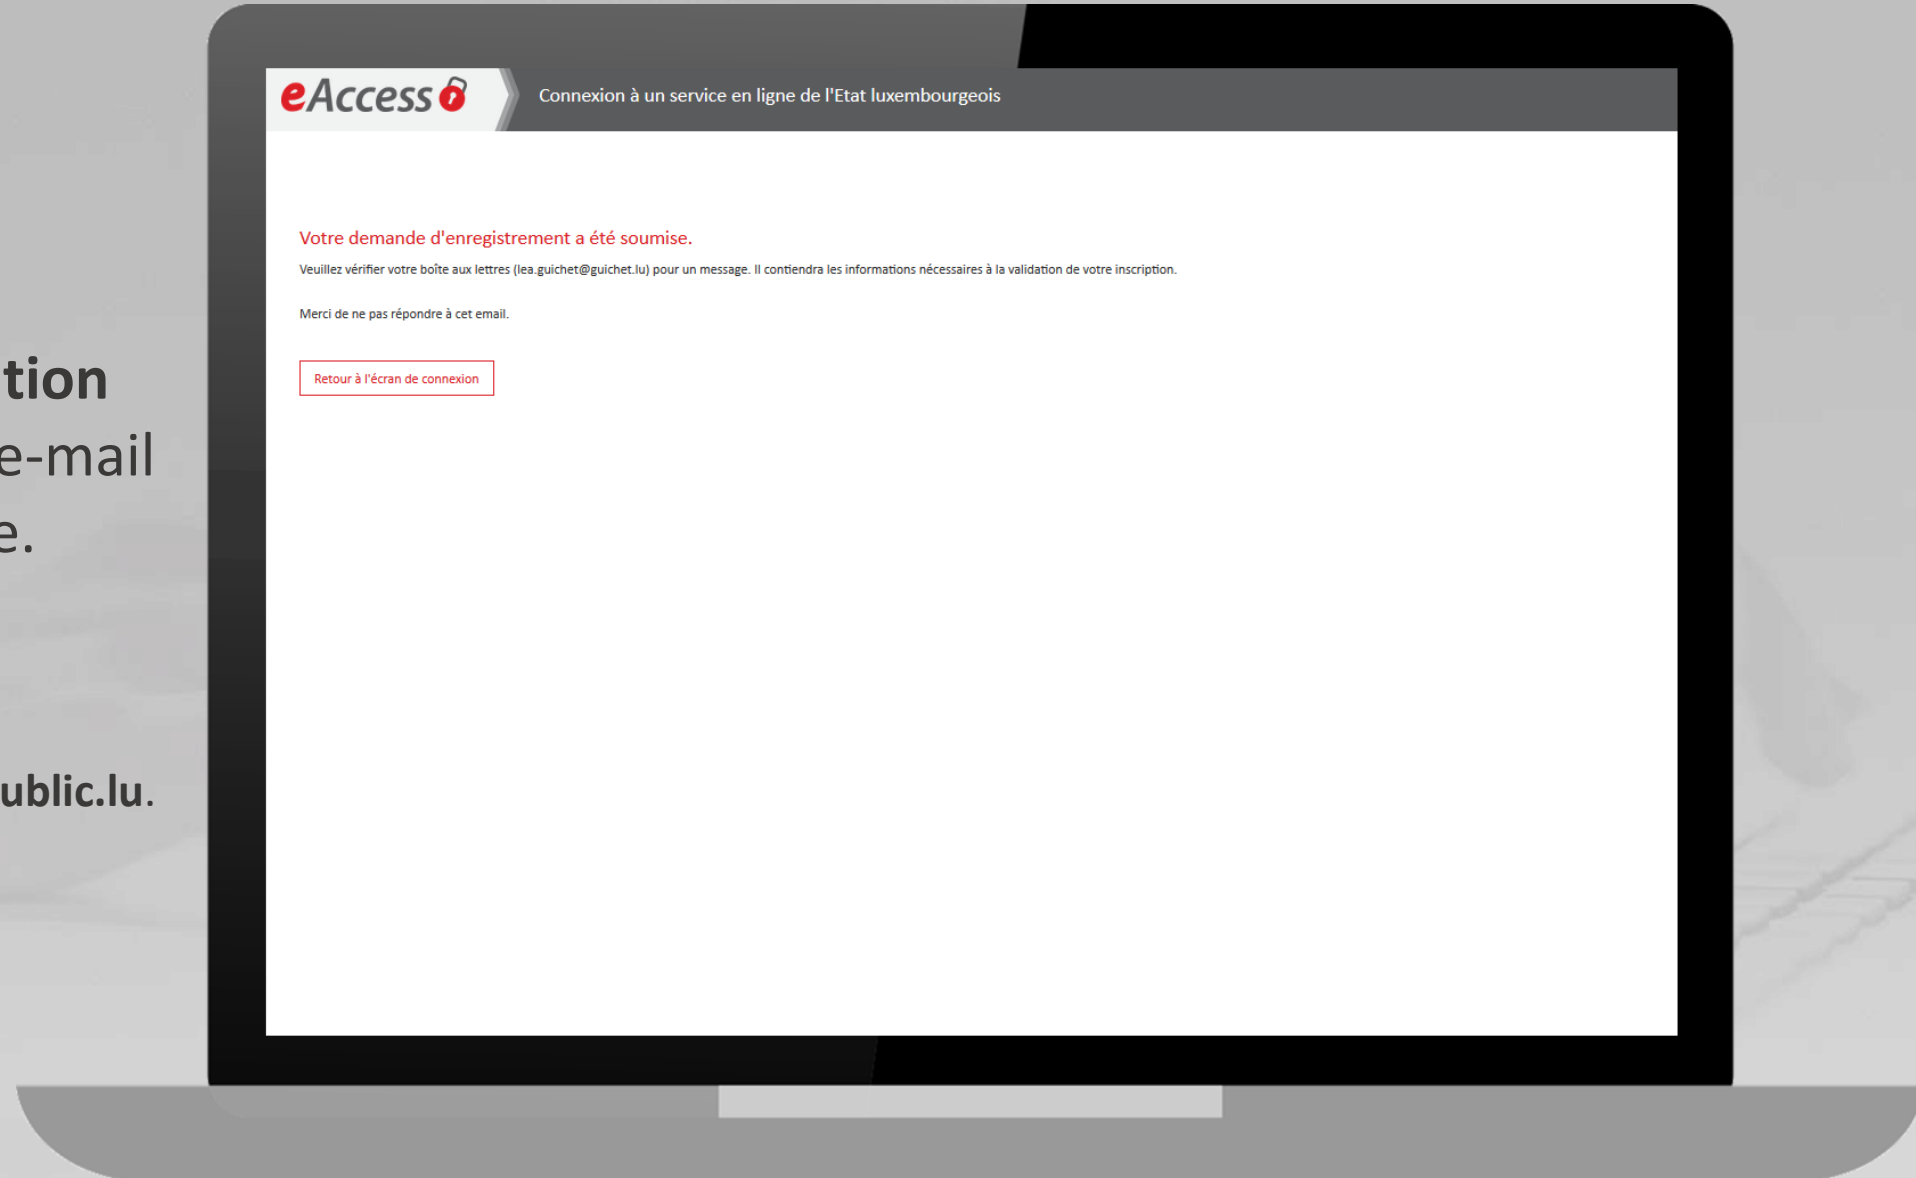 eAccess
Connexion à un service en ligne de l'Etat luxembourgeois
Votre demande d'enregistrement a été soumise.
Veuillez vérifier votre boîte aux lettres (lea.guichet@guichet.lu) pour un message. Il contiendra les informations nécessaires à la validation de votre inscription.
Merci de ne pas répondre à cet email.
Retour à l'écran de connexion
tion
e-mail
e.
ublic.lu.